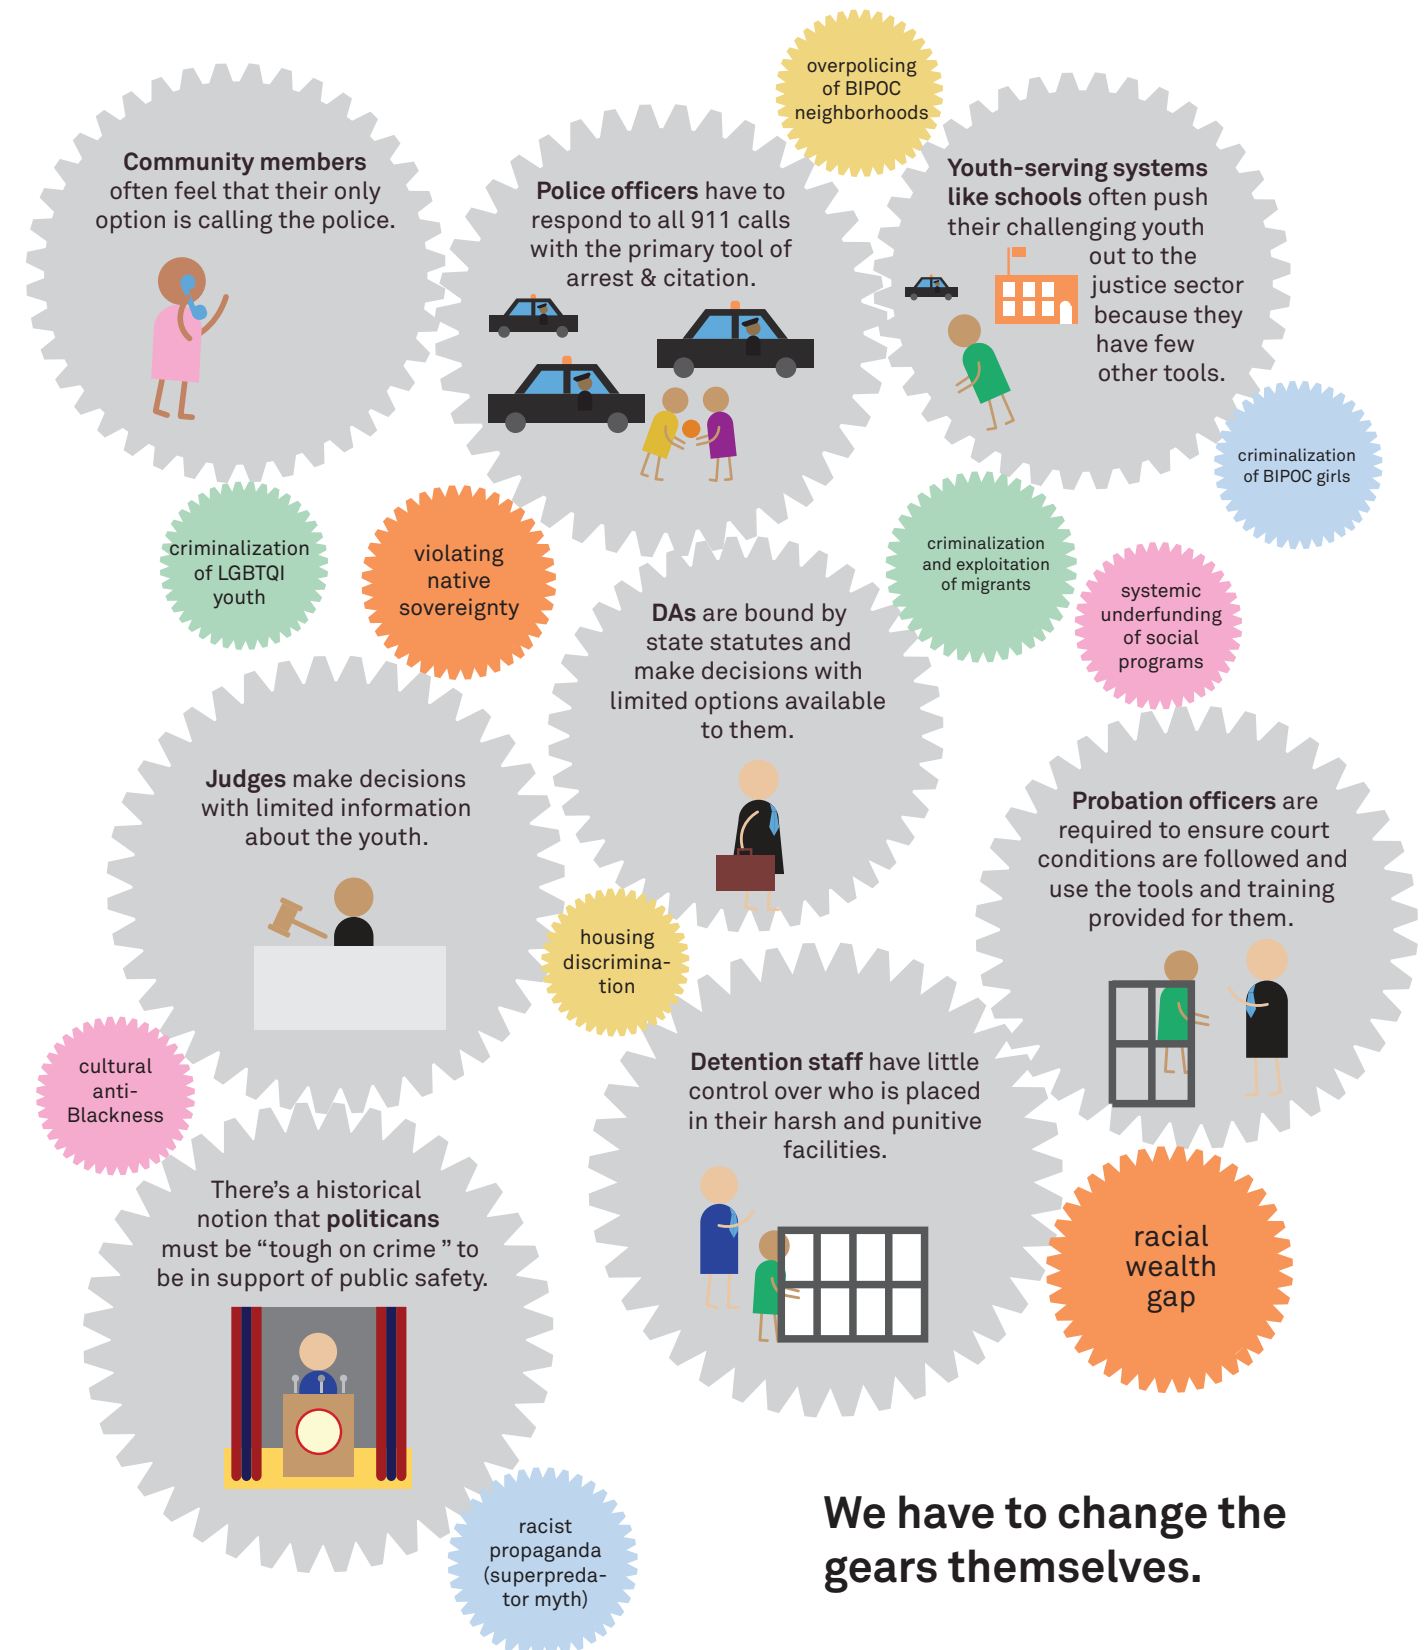 overpolicing
of BIPOC
neighborhoods
Community members
often feel that their only
option is calling the police.
Police officers have to
respond to all 911 calls
with the primary tool of
arrest & citation.
Youth-serving systems
like schools often push
their challenging youth
out to the
justice sector
because they
have few
other tools.
criminalization
of BIPOC girls
criminalization
of LGBTQI
youth
violating
native
sovereignty
criminalization
and exploitation
of migrants
systemic
underfunding
of social
programs
DAs are bound by
state statutes and
make decisions with
limited options available
to them.
Judges make decisions
with limited information
about the youth.
Probation officers are
required to ensure court
conditions are followed and
use the tools and training
provided for them.
housing
discrimina-
tion
cultural
anti-
Blackness
Detention staff have little
control over who is placed
in their harsh and punitive
facilities.
There’s a historical
notion that politicans
must be “tough on crime ” to
be in support of public safety.
racial
wealth
gap
racist
propaganda
(superpreda-
tor myth)
We have to change the
gears themselves.